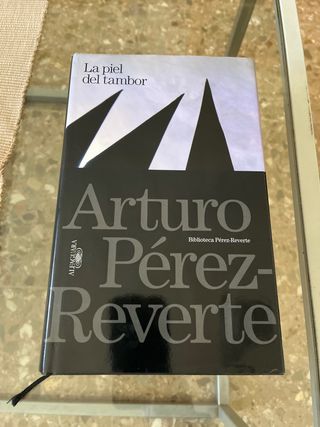 La piel
del tambor
Arturo
Biblioteca Pérez-Reverte
Pérez-
Reverte
ALFAGUARA